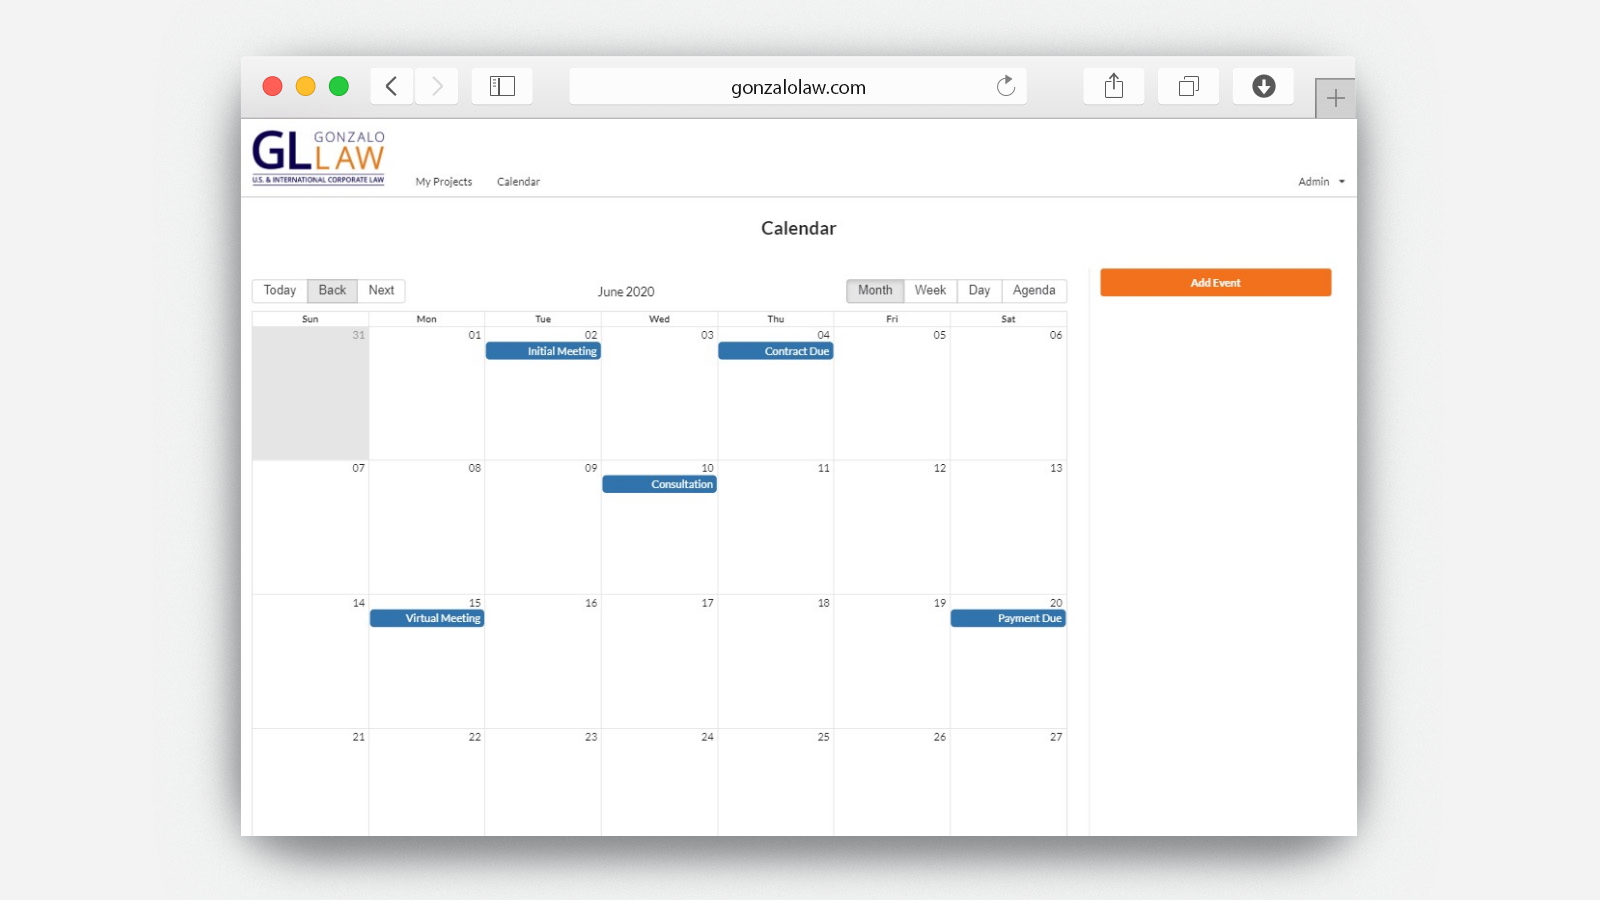 gonzalolaw.com
GL GONZALO
LAW
U.S. & INTERNATIONAL CORPORATE LAW
My Projects Calendar Admin
Calendar
Today Back Next June 2020 Month Week Day Agenda Add Event
Sun Mon Tue Wed Thu Fri Sat
31 01 02 03 04 05 06
Initial Meeting Contract Due
07 08 09 10 11 12 13
Consultation
14 15 16 17 18 19 20
Virtual Meeting Payment Due
21 22 23 24 25 26 27